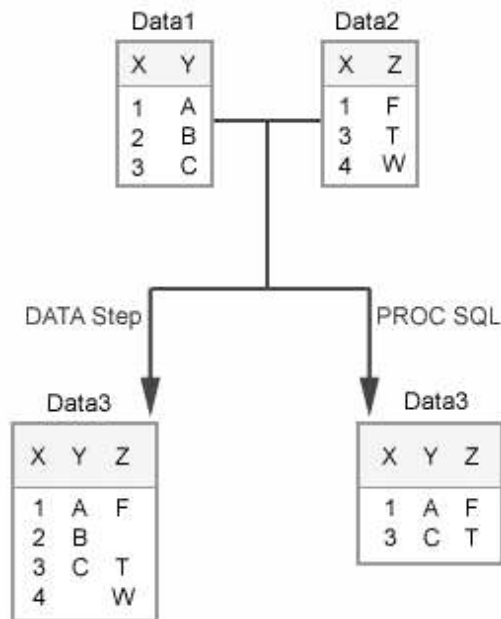 Data1
X Y
1 A
2 B
3 C
Data2
X Z
1 F
3 T
4 W
DATA Step
PROC SQL
Data3
X Y Z
1 A F
2 B
3 C T
4 W
Data3
X Y Z
1 A F
3 C T